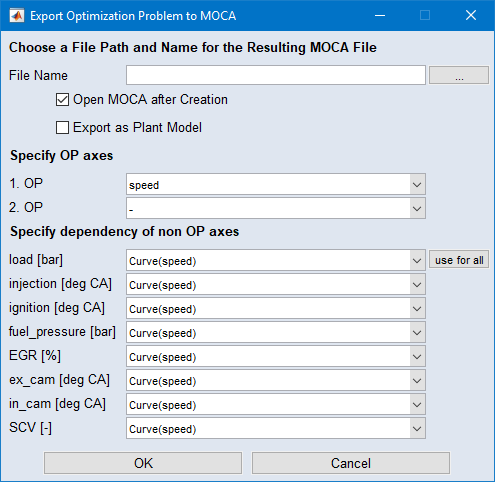 Export Optimization Problem to MOCA
Choose a File Path and Name for the Resulting MOCA File
File Name ...
Open MOCA after Creation
Export as Plant Model
Specify OP axes
1. OP speed
2. OP -
Specify dependency of non OP axes
load [bar] Curve(speed) use for all
injection [deg CA] Curve(speed)
ignition [deg CA] Curve(speed)
fuel_pressure [bar] Curve(speed)
EGR [%] Curve(speed)
ex_cam [deg CA] Curve(speed)
in_cam [deg CA] Curve(speed)
SCV [-] Curve(speed)
OK Cancel